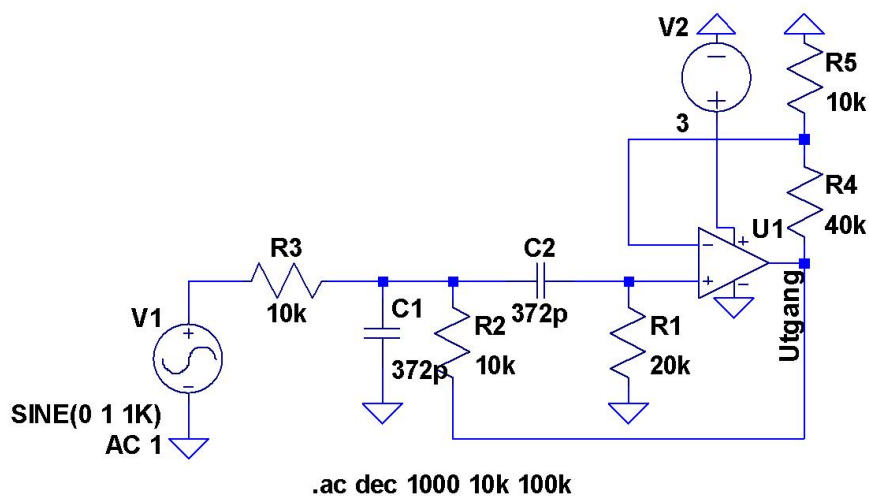 V2
R5
10k
3
R4
40k
U1
R3
10k
C1
372p
R2
10k
C2
372p
R1
20k
Utgang
V1
SINE(0 1 1K)
AC 1
.ac dec 1000 10k 100k